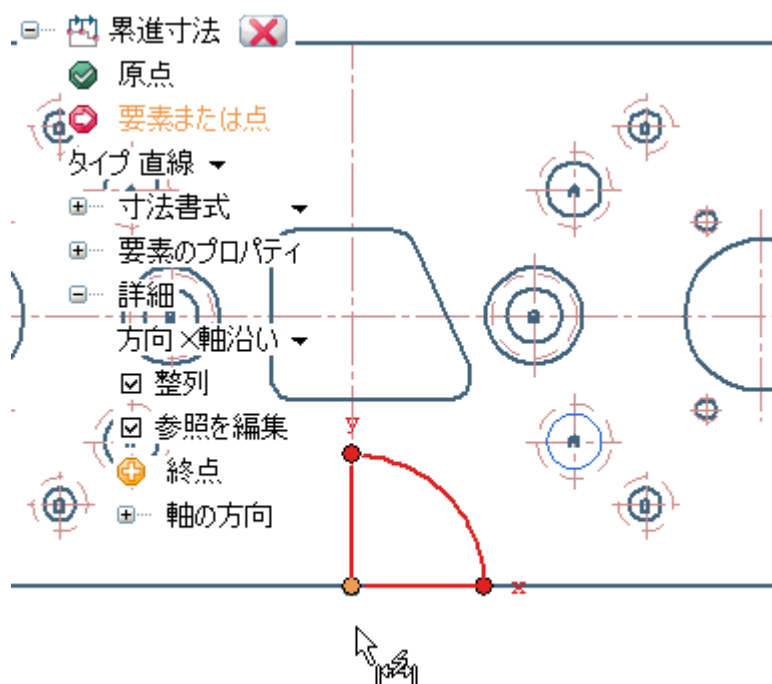 累進寸法
原点
要素または点
タイプ 直線
寸法書式
要素のプロパティ
詳細
方向 X軸沿い
整列
参照を編集
終点
軸の方向
y
x